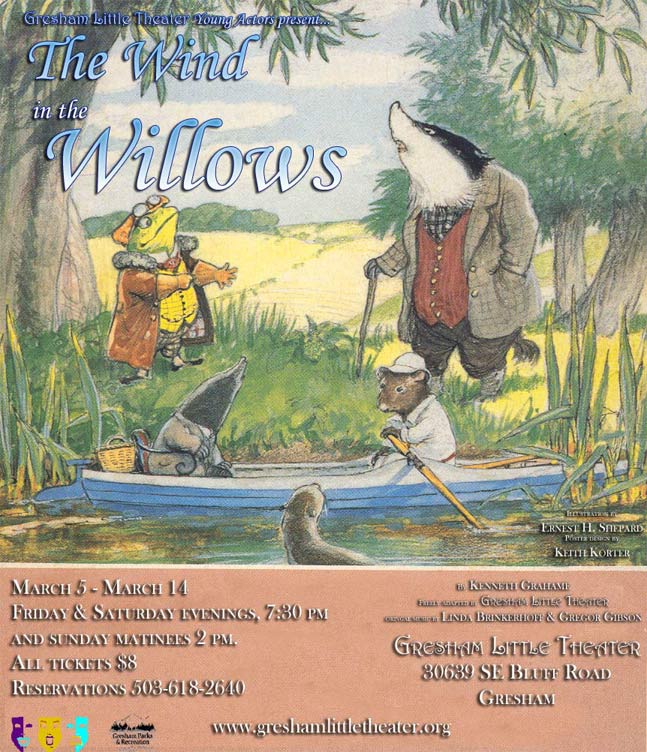 Gresham Little Theater Young Actors present...
The Wind
in the
Willows
Illustration by
Ernest H. Shepard
Poster design by
Keith Korter
March 5 - March 14
Friday & Saturday evenings, 7:30 pm
and sunday matinees 2 pm.
All tickets $8
Reservations 503-618-2640
by Kenneth Grahame
freely adapted by Gresham Little Theater
original music by Linda Brinkerhoff & Gregor Gibson
Gresham Little Theater
30639 SE Bluff Road
Gresham
Gresham Parks
& Recreation
www.greshamlittletheater.org